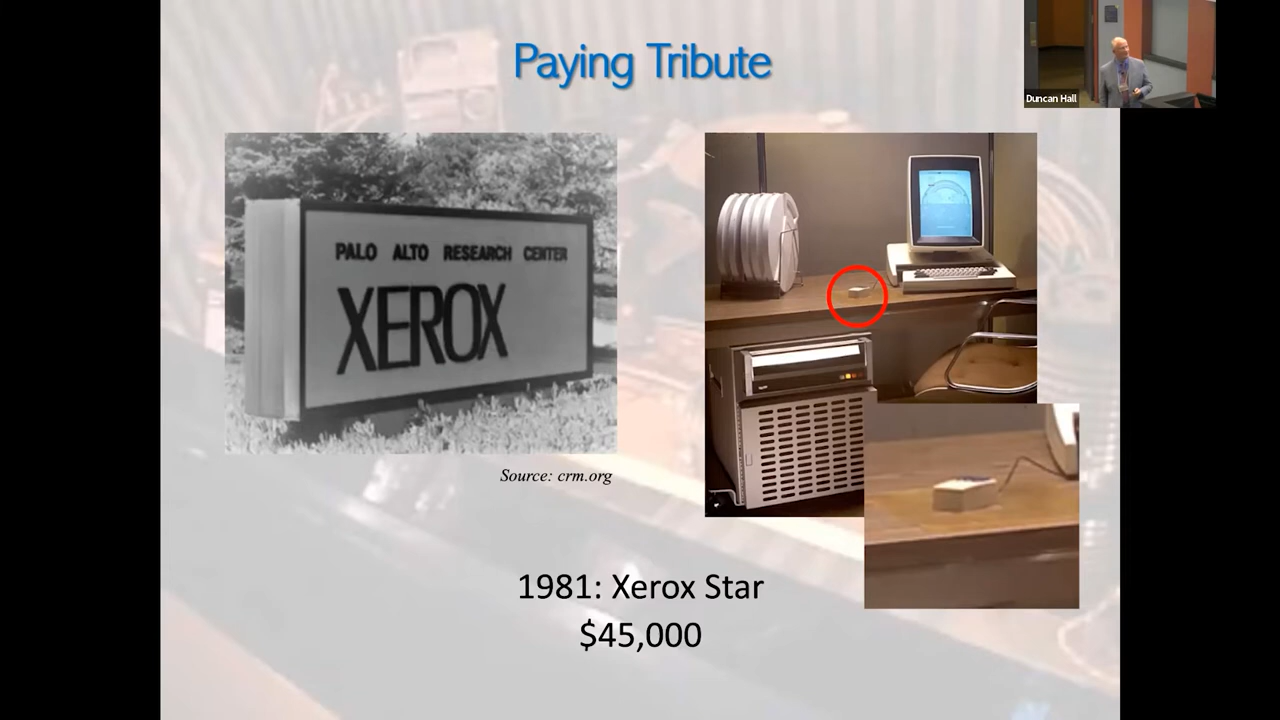 Paying Tribute
Duncan Hall
PALO ALTO RESEARCH CENTER
XEROX
Source: crm.org
1981: Xerox Star
$45,000